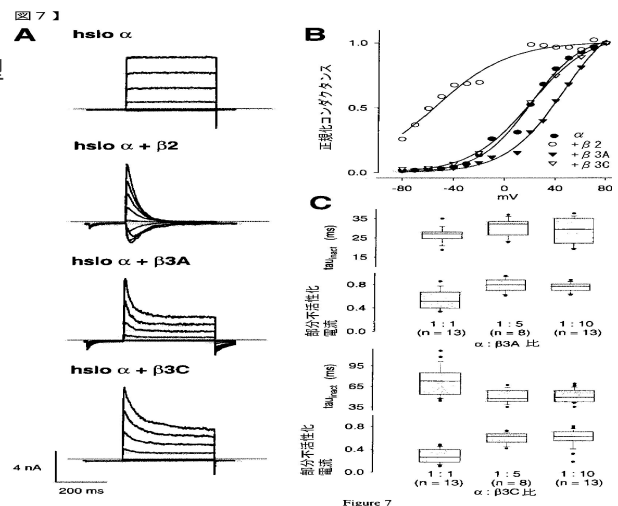 図7】
A
hslo α
hslo α + β2
hslo α + β3A
hslo α + β3C
4 nA
200 ms
B
正規化コンダクタンス
1.0
0.5
0.0
-80
-40
0
40
80
mV
α
+ β 2
+ β 3A
+ β 3C
C
tau_inact (ms)
35
25
15
部分不活性化
電流
0.8
0.4
0.0
1 : 1
(n = 13)
1 : 5
(n = 8)
1 : 10
(n = 13)
α : β3A 比
tau_inact (ms)
95
65
35
部分不活性化
電流
0.8
0.4
0.0
1 : 1
(n = 13)
1 : 5
(n = 8)
1 : 10
(n = 13)
α : β3C 比
Figure 7